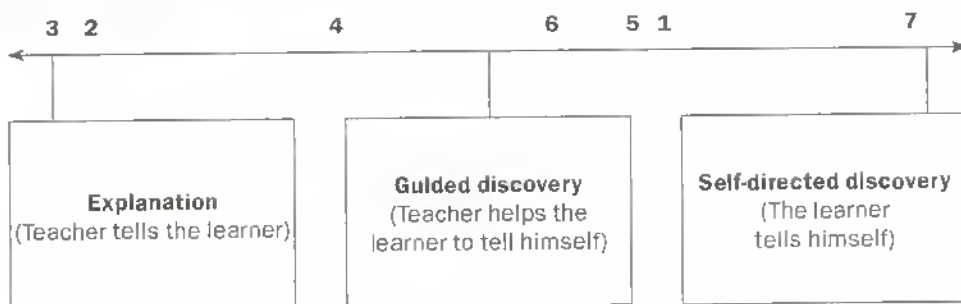 3 2 4 6 5 1 7
Explanation
(Teacher tells the learner)
Guided discovery
(Teacher helps the
learner to tell himself)
Self-directed discovery
(The learner
tells himself)